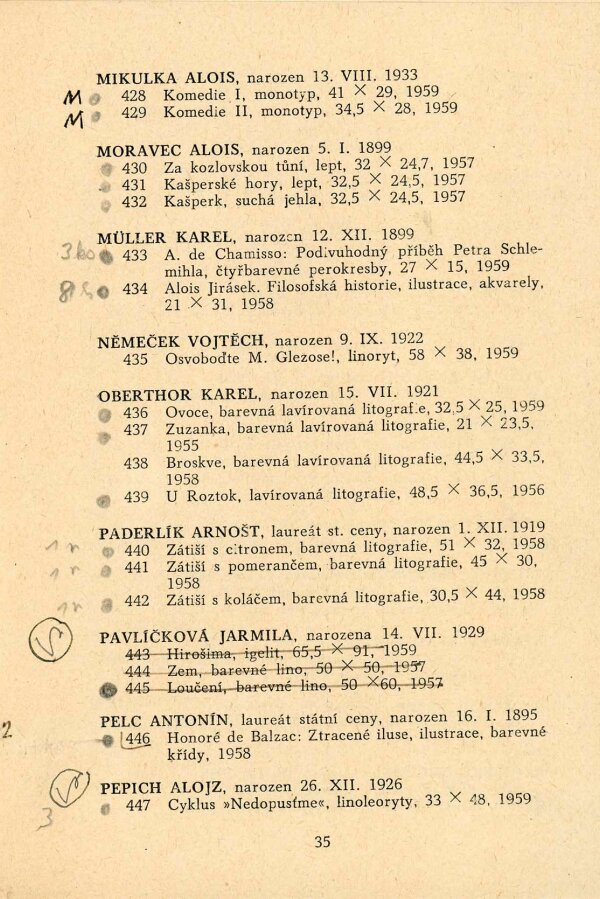 MIKULKA ALOIS, narozen 13. VIII. 1933
M 428 Komedie I, monotyp, 41 × 29, 1959
M 429 Komedie II, monotyp, 34,5 × 28, 1959
MORAVEC ALOIS, narozen 5. I. 1899
430 Za kozlovskou tůní, lept, 32 × 24,7, 1957
431 Kašperské hory, lept, 32,5 × 24,5, 1957
432 Kašperk, suchá jehla, 32,5 × 24,5, 1957
MÜLLER KAREL, narozen 12. XII. 1899
433 A. de Chamisso: Podivuhodný příběh Petra Schle-
mihla, čtyřbarevné perokresby, 27 × 15, 1959
434 Alois Jirásek. Filosofská historie, ilustrace, akvarely,
21 × 31, 1958
NĚMEČEK VOJTĚCH, narozen 9. IX. 1922
435 Osvoboďte M. Glezose!, linoryt, 58 × 38, 1959
OBERTHOR KAREL, narozen 15. VII. 1921
436 Ovoce, barevná lavírovaná litografie, 32,5 × 25, 1959
437 Zuzanka, barevná lavírovaná litografie, 21 × 23,5,
1955
438 Broskve, barevná lavírovaná litografie, 44,5 × 33,5,
1958
439 U Roztok, lavírovaná litografie, 48,5 × 36,5, 1956
PADERLÍK ARNOŠT, laureát st. ceny, narozen 1. XII. 1919
440 Zátiší s citronem, barevná litografie, 51 × 32, 1958
441 Zátiší s pomerančem, barevná litografie, 45 × 30,
1958
442 Zátiší s koláčem, barevná litografie, 30,5 × 44, 1958
PAVLÍČKOVÁ JARMILA, narozena 14. VII. 1929
443 Hirošima, igelit, 65,5 × 91, 1959
444 Zem, barevné lino, 50 × 50, 1957
445 Loučení, barevné lino, 50 × 60, 1957
PELC ANTONÍN, laureát státní ceny, narozen 16. I. 1895
2 446 Honoré de Balzac: Ztracené iluse, ilustrace, barevné
křídy, 1958
PEPICH ALOJZ, narozen 26. XII. 1926
3 447 Cyklus »Nedopusťme«, linoleoryty, 33 × 48, 1959
35